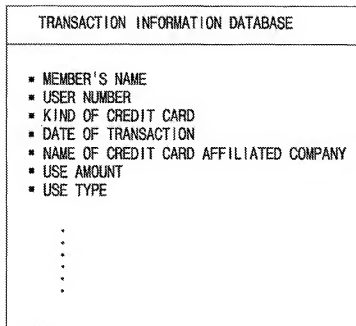 TRANSACTION INFORMATION DATABASE
▪ MEMBER'S NAME
▪ USER NUMBER
▪ KIND OF CREDIT CARD
▪ DATE OF TRANSACTION
▪ NAME OF CREDIT CARD AFFILIATED COMPANY
▪ USE AMOUNT
▪ USE TYPE